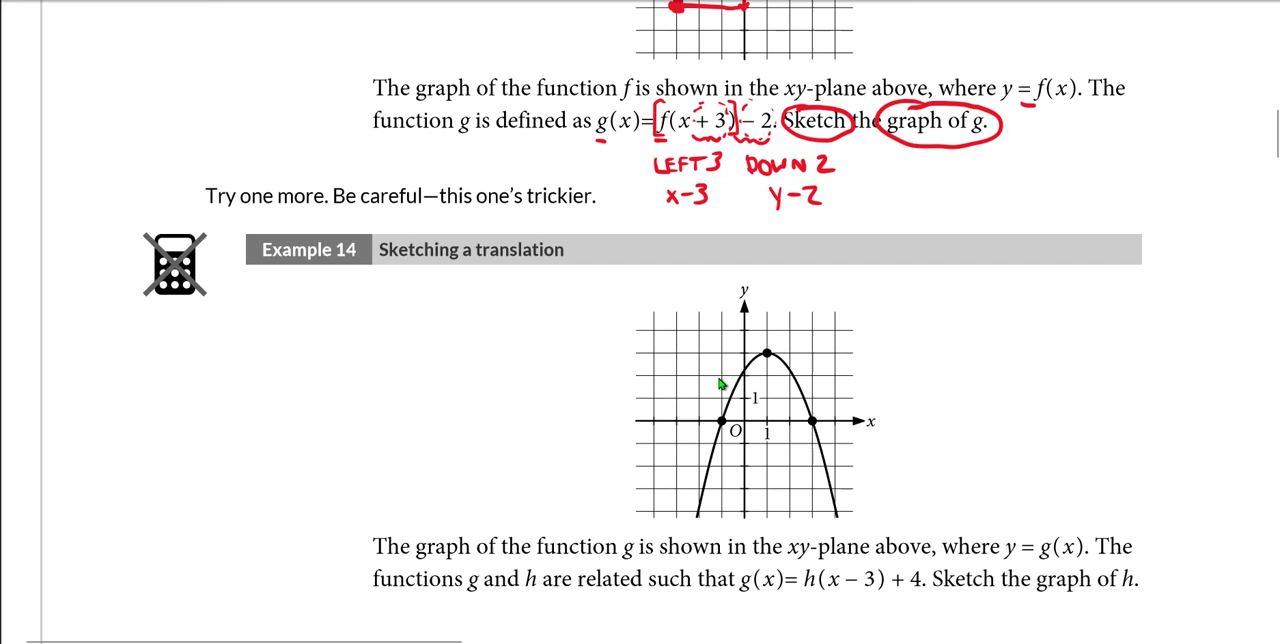 The graph of the function f is shown in the xy-plane above, where y = f(x). The
function g is defined as g(x)= f(x + 3) − 2. Sketch the graph of g.
LEFT 3 DOWN 2
x−3 y−2
Try one more. Be careful—this one's trickier.
Example 14 Sketching a translation
y
1
O 1 x
The graph of the function g is shown in the xy-plane above, where y = g(x). The
functions g and h are related such that g(x)= h(x − 3) + 4. Sketch the graph of h.